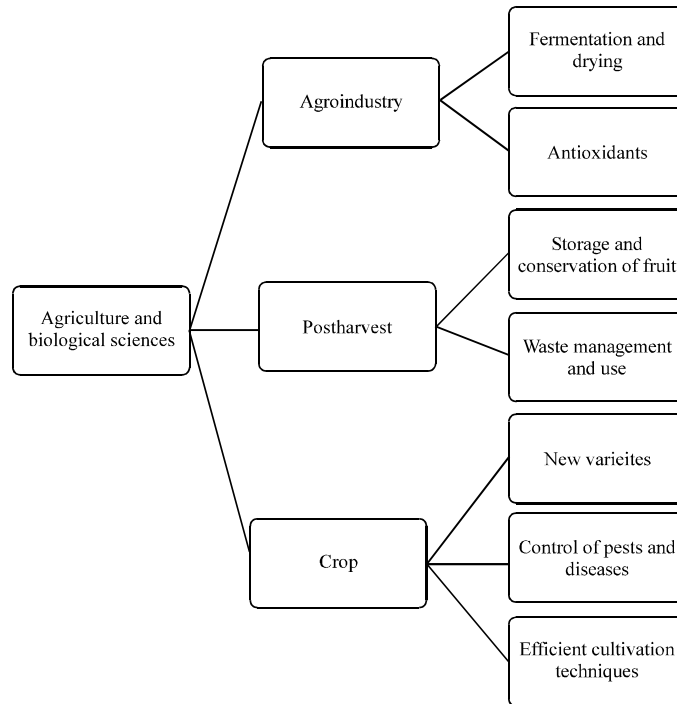 Fermentation and
drying
Agroindustry
Antioxidants
Storage and
conservation of fruit
Agriculture and
biological sciences
Postharvest
Waste management
and use
New varieites
Crop
Control of pests and
diseases
Efficient cultivation
techniques